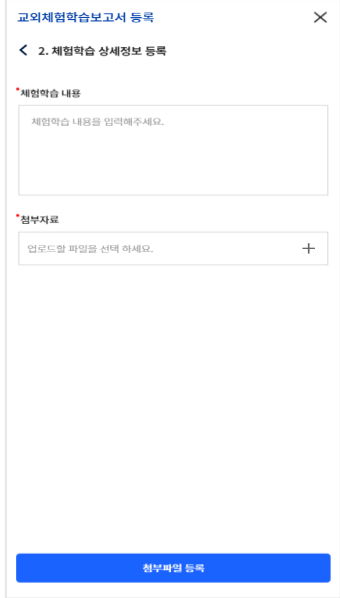 교외체험학습보고서 등록
2. 체험학습 상세정보 등록
*체험학습 내용
체험학습 내용을 입력해주세요.
*첨부자료
업로드할 파일을 선택 하세요.
첨부파일 등록